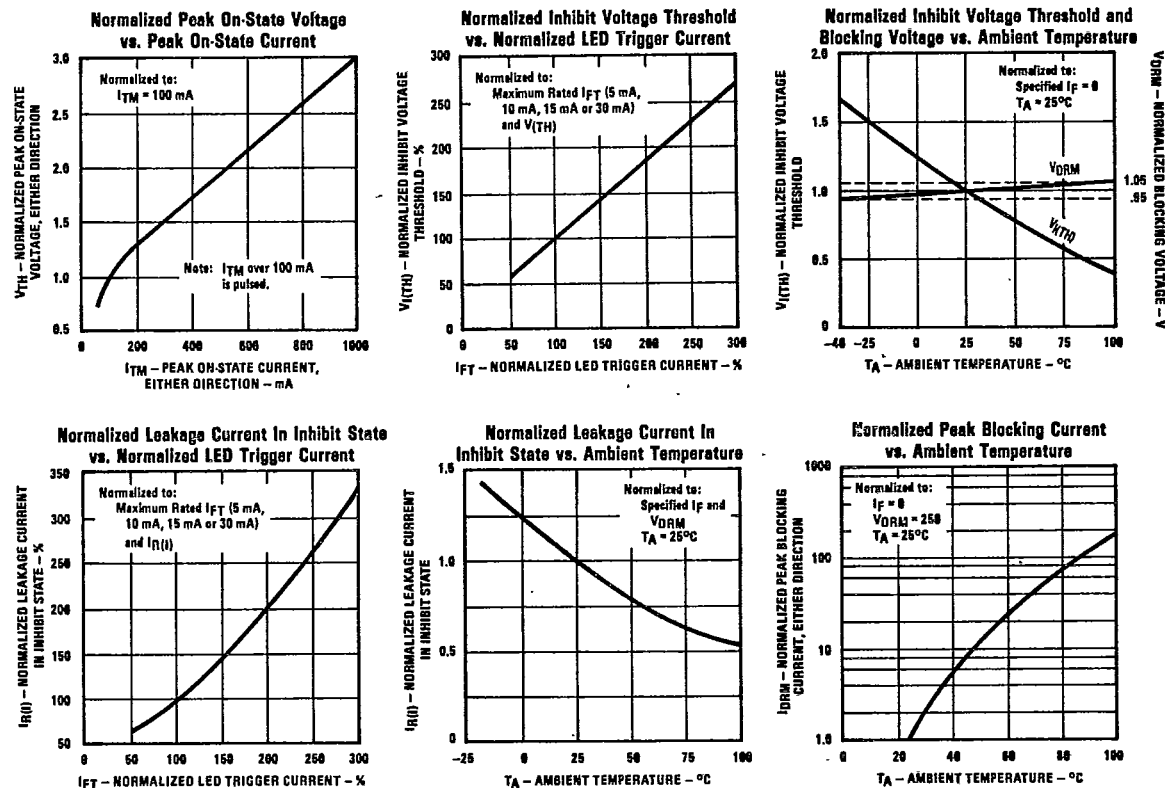 Normalized Peak On-State Voltage
vs. Peak On-State Current
VTH – NORMALIZED PEAK ON-STATE
VOLTAGE, EITHER DIRECTION
3.0
2.5
2.0
1.5
1.0
0.5
Normalized to:
ITM = 100 mA
Note: ITM over 100 mA
is pulsed.
0 200 400 600 800 1000
ITM – PEAK ON-STATE CURRENT,
EITHER DIRECTION – mA
Normalized Inhibit Voltage Threshold
vs. Normalized LED Trigger Current
VI(TH) – NORMALIZED INHIBIT VOLTAGE
THRESHOLD – %
300
250
200
150
100
50
0
Normalized to:
Maximum Rated IFT (5 mA,
10 mA, 15 mA or 30 mA)
and V(TH)
0 50 100 150 200 250 300
IFT – NORMALIZED LED TRIGGER CURRENT – %
Normalized Inhibit Voltage Threshold and
Blocking Voltage vs. Ambient Temperature
VI(TH) – NORMALIZED INHIBIT VOLTAGE
THRESHOLD
2.0
1.5
1.0
0.5
0
Normalized to:
Specified IF = 0
TA = 25°C
VDRM
VI(TH)
1.05
.95
VDRM – NORMALIZED BLOCKING VOLTAGE – V
-40 -25 0 25 50 75 100
TA – AMBIENT TEMPERATURE – °C
Normalized Leakage Current In Inhibit State
vs. Normalized LED Trigger Current
IR(I) – NORMALIZED LEAKAGE CURRENT
IN INHIBIT STATE – %
350
300
250
200
150
100
50
Normalized to:
Maximum Rated IFT (5 mA,
10 mA, 15 mA or 30 mA)
and IR(I)
0 50 100 150 200 250 300
IFT – NORMALIZED LED TRIGGER CURRENT – %
Normalized Leakage Current In
Inhibit State vs. Ambient Temperature
IR(I) – NORMALIZED LEAKAGE CURRENT
IN INHIBIT STATE
1.5
1.0
0.5
0
Normalized to:
Specified IF and
VDRM
TA = 25°C
-25 0 25 50 75 100
TA – AMBIENT TEMPERATURE – °C
Normalized Peak Blocking Current
vs. Ambient Temperature
IDRM – NORMALIZED PEAK BLOCKING
CURRENT, EITHER DIRECTION
1000
100
10
1.0
Normalized to:
IF = 0
VDRM = 250
TA = 25°C
0 20 40 60 80 100
TA – AMBIENT TEMPERATURE – °C